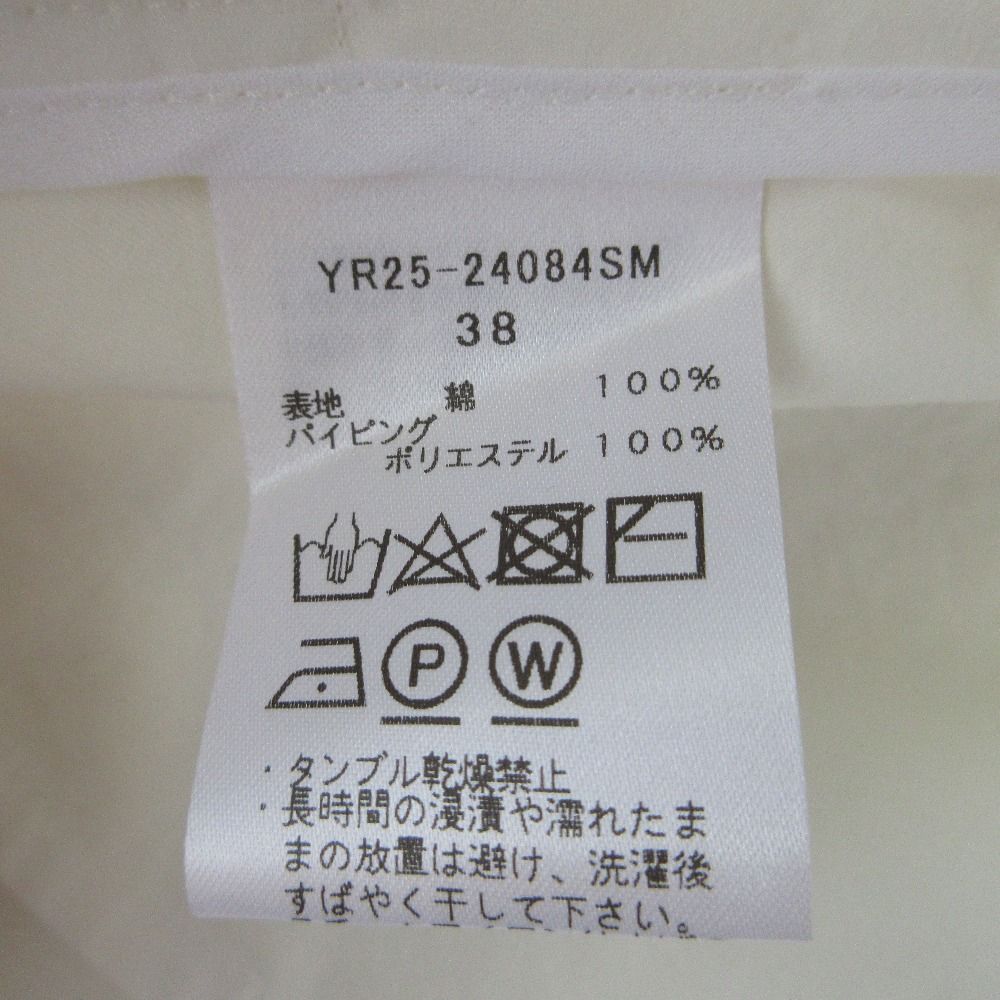 YR25-24084SM
38
表地 綿 100%
パイピング
ポリエステル 100%
P W
・タンブル乾燥禁止
・長時間の浸漬や濡れたま
まの放置は避け、洗濯後
すばやく干して下さい。